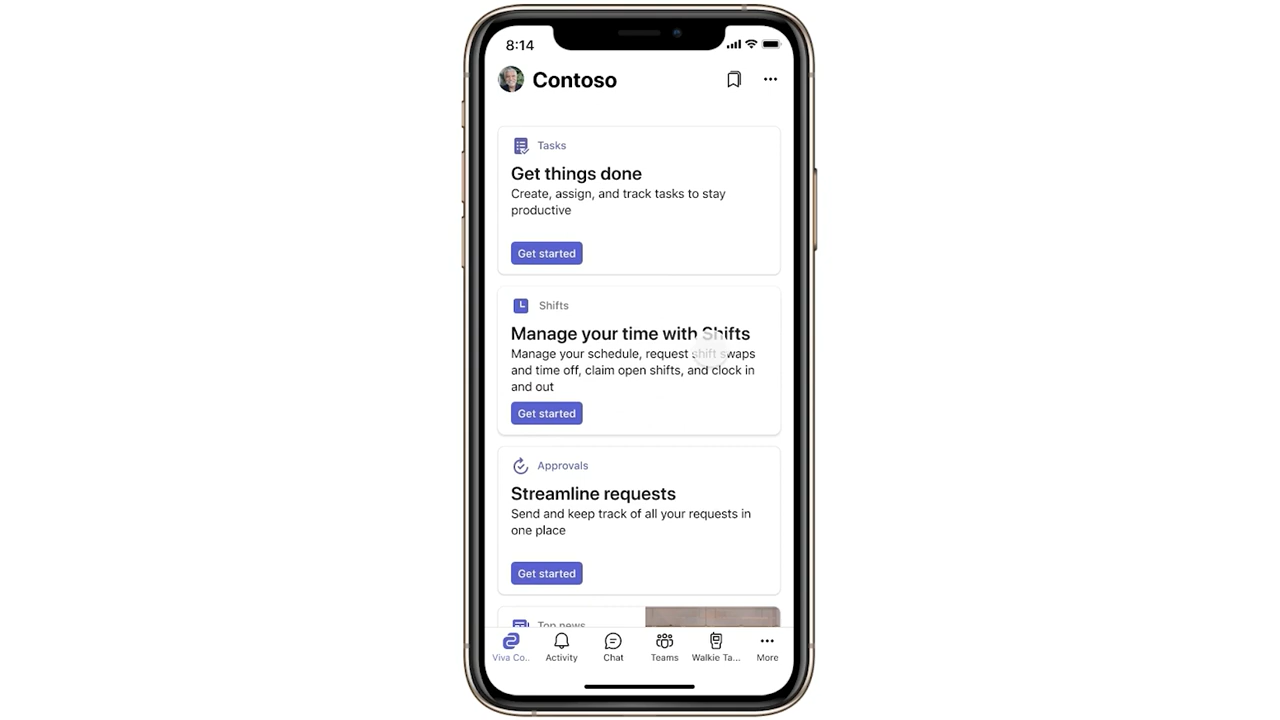 8:14
Contoso
Tasks
Get things done
Create, assign, and track tasks to stay
productive
Get started
Shifts
Manage your time with Shifts
Manage your schedule, request shift swaps
and time off, claim open shifts, and clock in
and out
Get started
Approvals
Streamline requests
Send and keep track of all your requests in
one place
Get started
Top news
Viva Co.. Activity Chat Teams Walkie Ta... More